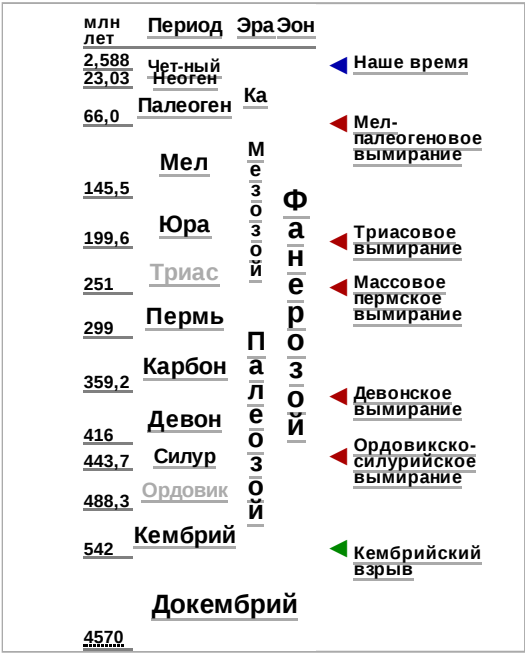 млн
лет
Период
Эра
Эон
2,588
Чет-ный
Наше время
23,03
Неоген
Ка
66,0
Палеоген
Мел-
палеогеновое
вымирание
Мел
Мезозой
145,5
Фанерозой
Юра
199,6
Триасовое
вымирание
Триас
251
Массовое
пермское
вымирание
Пермь
299
Палеозой
Карбон
359,2
Девонское
вымирание
Девон
416
Ордовикско-
силурийское
вымирание
Силур
443,7
Ордовик
488,3
Кембрий
542
Кембрийский
взрыв
Докембрий
4570